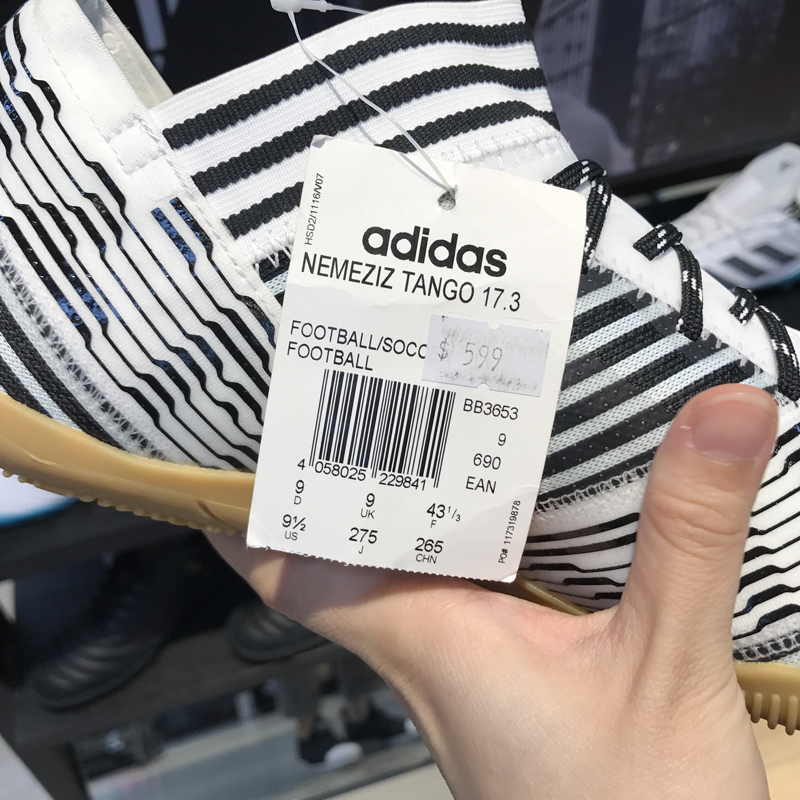 HSD2/1116/V07
adidas
NEMEZIZ TANGO 17.3
FOOTBALL/SOCC
FOOTBALL
$ 599
BB3653
9
690
EAN
4 058025 229841
9
D
9
UK
43 1/3
F
9½
US
275
J
265
CHN
PO# 117319878